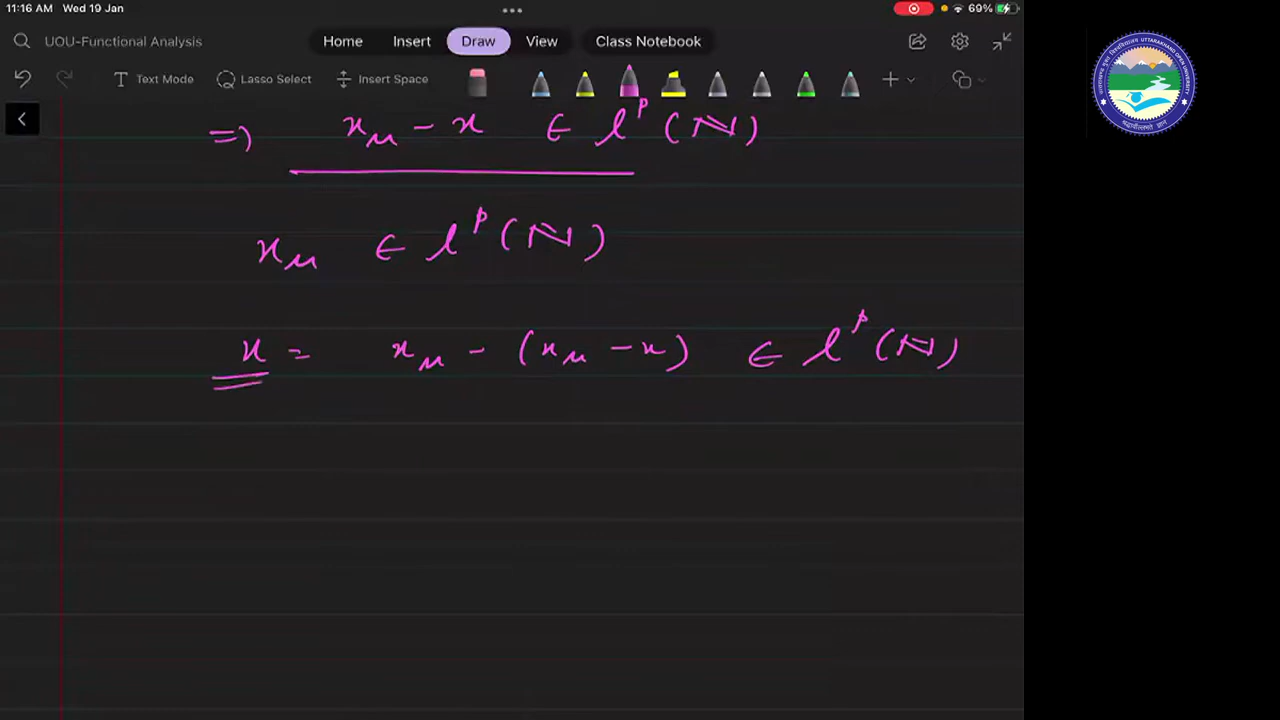 11:16 AM Wed 19 Jan
69%
UOU-Functional Analysis Home Insert Draw View Class Notebook
Text Mode Lasso Select Insert Space
=) xₙ - x ∈ lᵖ (ℕ)
xₙ ∈ lᵖ (ℕ)
x = xₙ - (xₙ - x) ∈ lᵖ (ℕ)